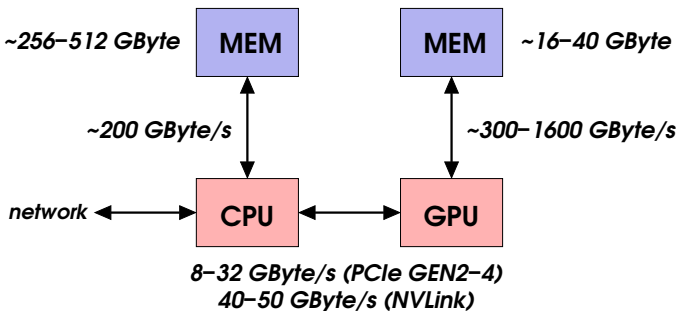 ~256–512 GByte
MEM
MEM
~16–40 GByte
~200 GByte/s
~300–1600 GByte/s
network
CPU
GPU
8–32 GByte/s (PCIe GEN2–4)
40–50 GByte/s (NVLink)